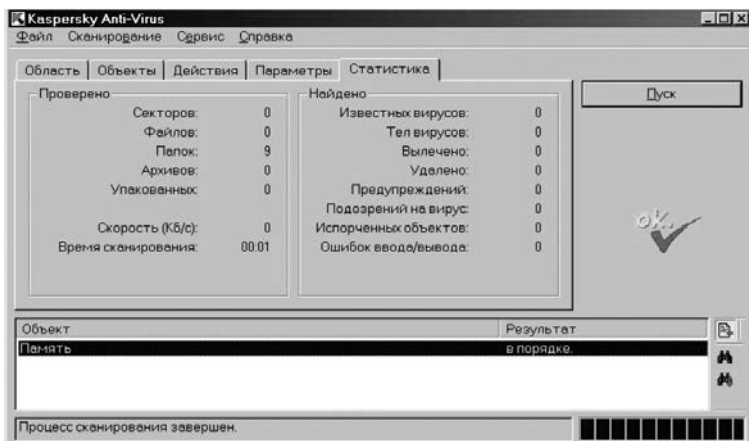 Kaspersky Anti-Virus
Файл Сканирование Сервис Справка
Область Объекты Действия Параметры Статистика
Проверено
Секторов: 0
Файлов: 0
Папок: 9
Архивов: 0
Упакованных: 0
Скорость (Кб/с): 0
Время сканирования: 00:01
Найдено
Известных вирусов: 0
Тел вирусов: 0
Вылечено: 0
Удалено: 0
Предупреждений: 0
Подозрений на вирус: 0
Испорченных объектов: 0
Ошибок ввода/вывода: 0
Пуск
ok.
Объект Результат
Память в порядке.
Процесс сканирования завершен.